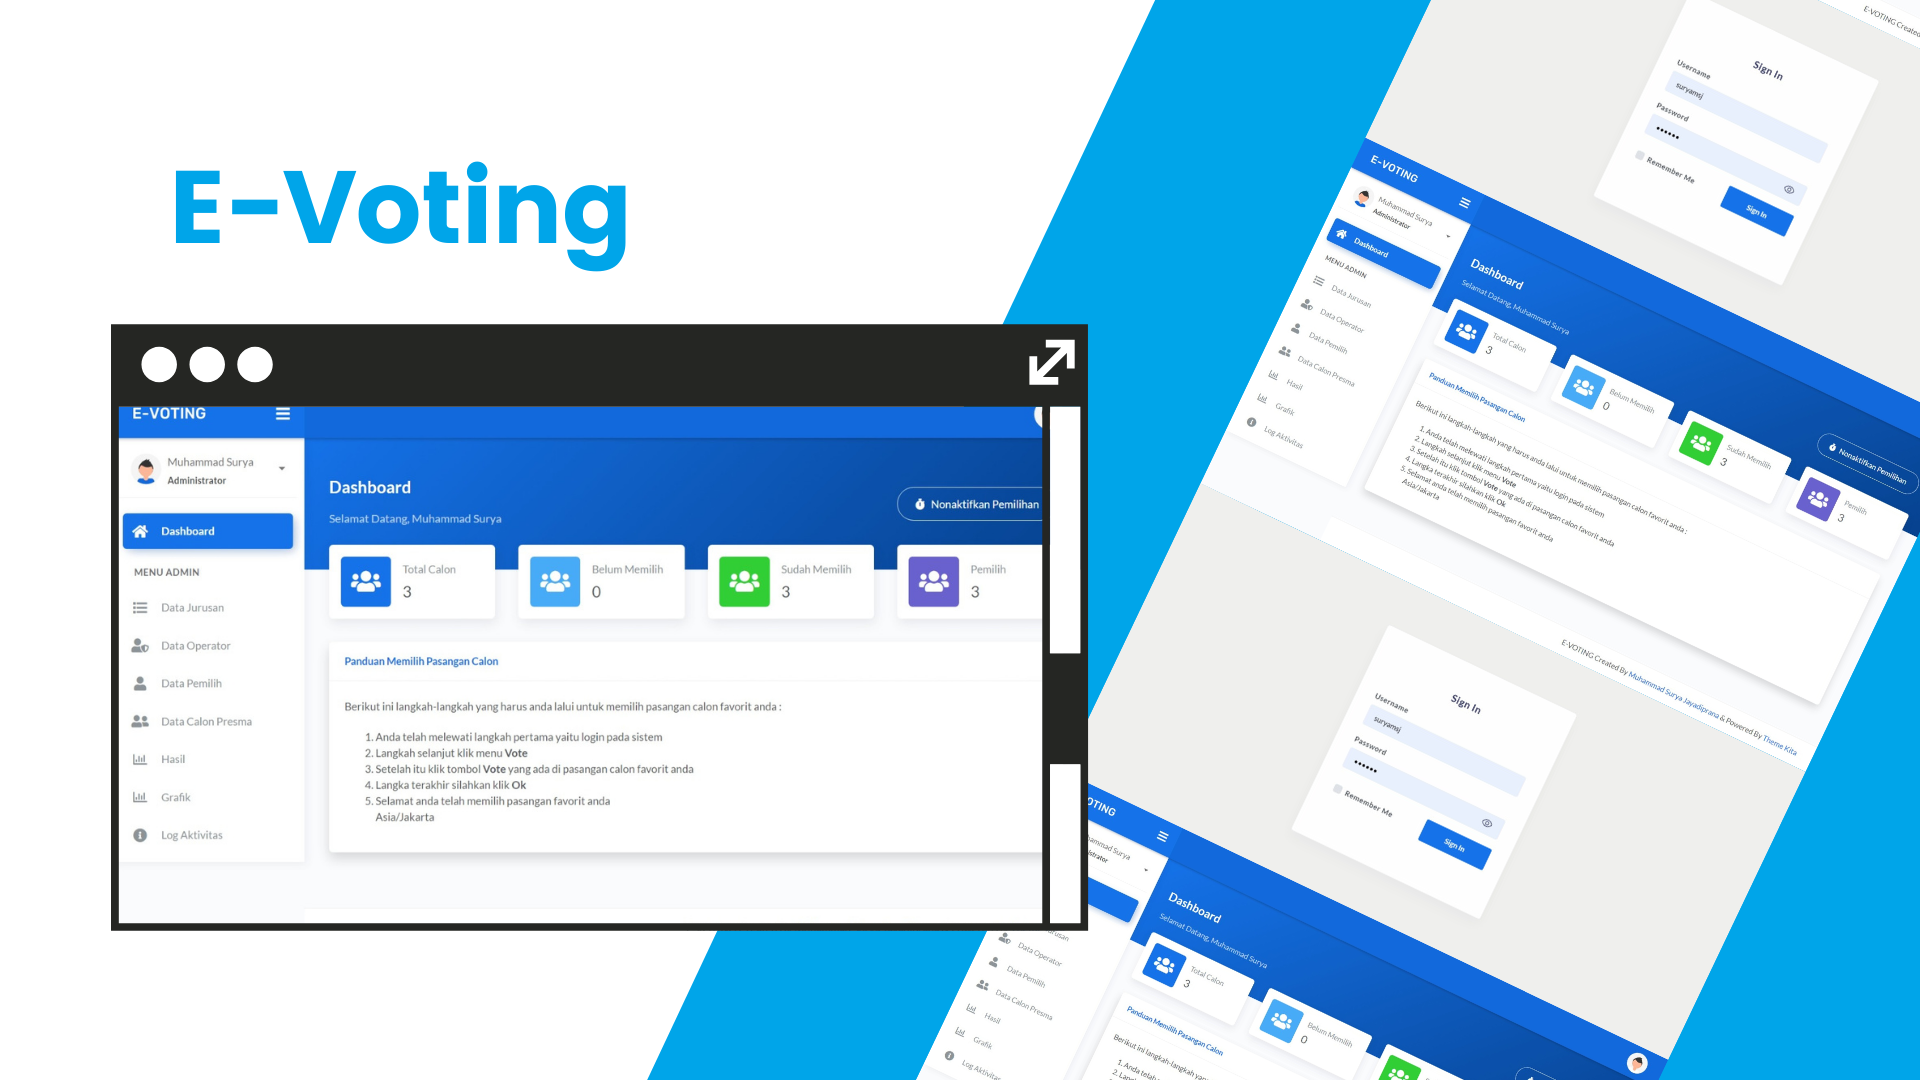 E-Voting
E-VOTING
Muhammad Surya
Administrator
Dashboard
MENU ADMIN
Data Jurusan
Data Operator
Data Pemilih
Data Calon Presma
Hasil
Grafik
Log Aktivitas
Dashboard
Selamat Datang, Muhammad Surya
Nonaktifkan Pemilihan
Total Calon
3
Belum Memilih
0
Sudah Memilih
3
Pemilih
3
Panduan Memilih Pasangan Calon
Berikut ini langkah-langkah yang harus anda lalui untuk memilih pasangan calon favorit anda :
1. Anda telah melewati langkah pertama yaitu login pada sistem
2. Langkah selanjut klik menu Vote
3. Setelah itu klik tombol Vote yang ada di pasangan calon favorit anda
4. Langka terakhir silahkan klik Ok
5. Selamat anda telah memilih pasangan favorit anda
Asia/Jakarta
E-VOTING Created
Sign In
Username
suryamsj
Password
••••••
Remember Me
Sign In
E-VOTING
Muhammad Surya
Administrator
Dashboard
MENU ADMIN
Data Jurusan
Data Operator
Data Pemilih
Data Calon Presma
Hasil
Grafik
Log Aktivitas
Dashboard
Selamat Datang, Muhammad Surya
Nonaktifkan Pemilihan
Total Calon
3
Belum Memilih
0
Sudah Memilih
3
Pemilih
3
Panduan Memilih Pasangan Calon
Berikut ini langkah-langkah yang harus anda lalui untuk memilih pasangan calon favorit anda :
1. Anda telah melewati langkah pertama yaitu login pada sistem
2. Langkah selanjut klik menu Vote
3. Setelah itu klik tombol Vote yang ada di pasangan calon favorit anda
4. Langka terakhir silahkan klik Ok
5. Selamat anda telah memilih pasangan favorit anda
Asia/Jakarta
E-VOTING Created By Muhammad Surya Jayadiprana & Powered By Theme Kita
Sign In
Username
suryamsj
Password
••••••
Remember Me
Sign In
OTING
Surya
Data Operator
Data Pemilih
Data Calon Presma
Hasil
Grafik
Log Aktivitas
Dashboard
Selamat Datang, Muhammad Surya
Total Calon
3
Belum Memilih
0
Panduan Memilih Pasangan Calon
Berikut ini langkah-langkah yang
1. Anda telah
2.